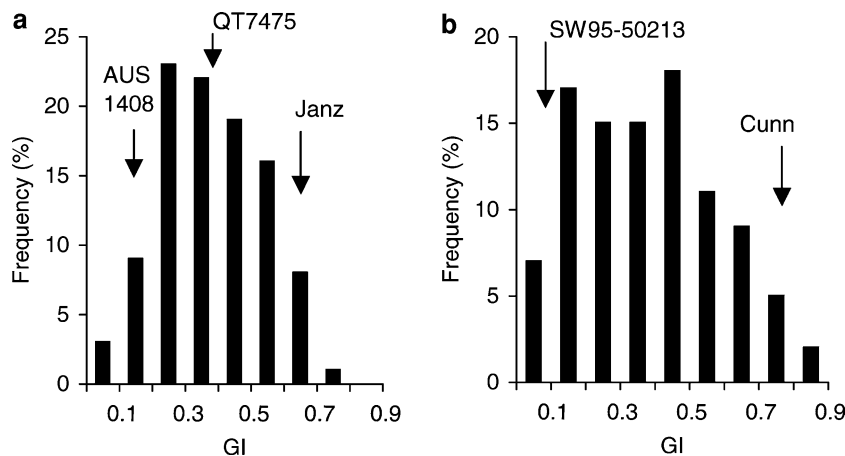 a
QT7475
AUS
1408
Janz
Frequency (%)
25
20
15
10
5
0
0.1 0.3 0.5 0.7 0.9
GI
b
SW95-50213
Cunn
Frequency (%)
20
15
10
5
0
0.1 0.3 0.5 0.7 0.9
GI